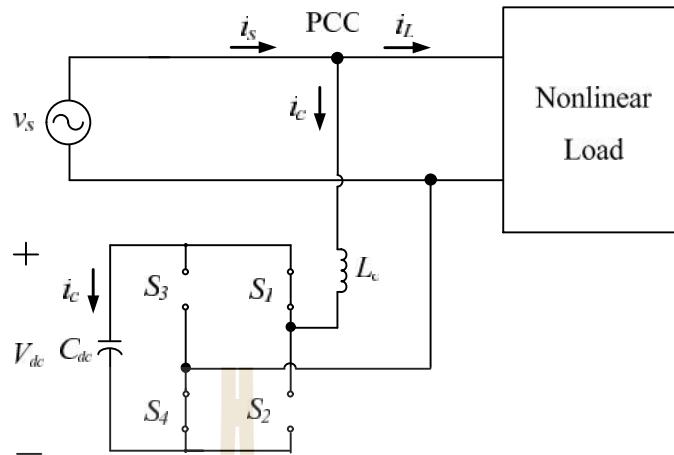 i_s PCC i_L
v_s
i_c
Nonlinear
Load
+
i_c
S_3 S_1 L_c
V_dc C_dc
S_4 S_2
−